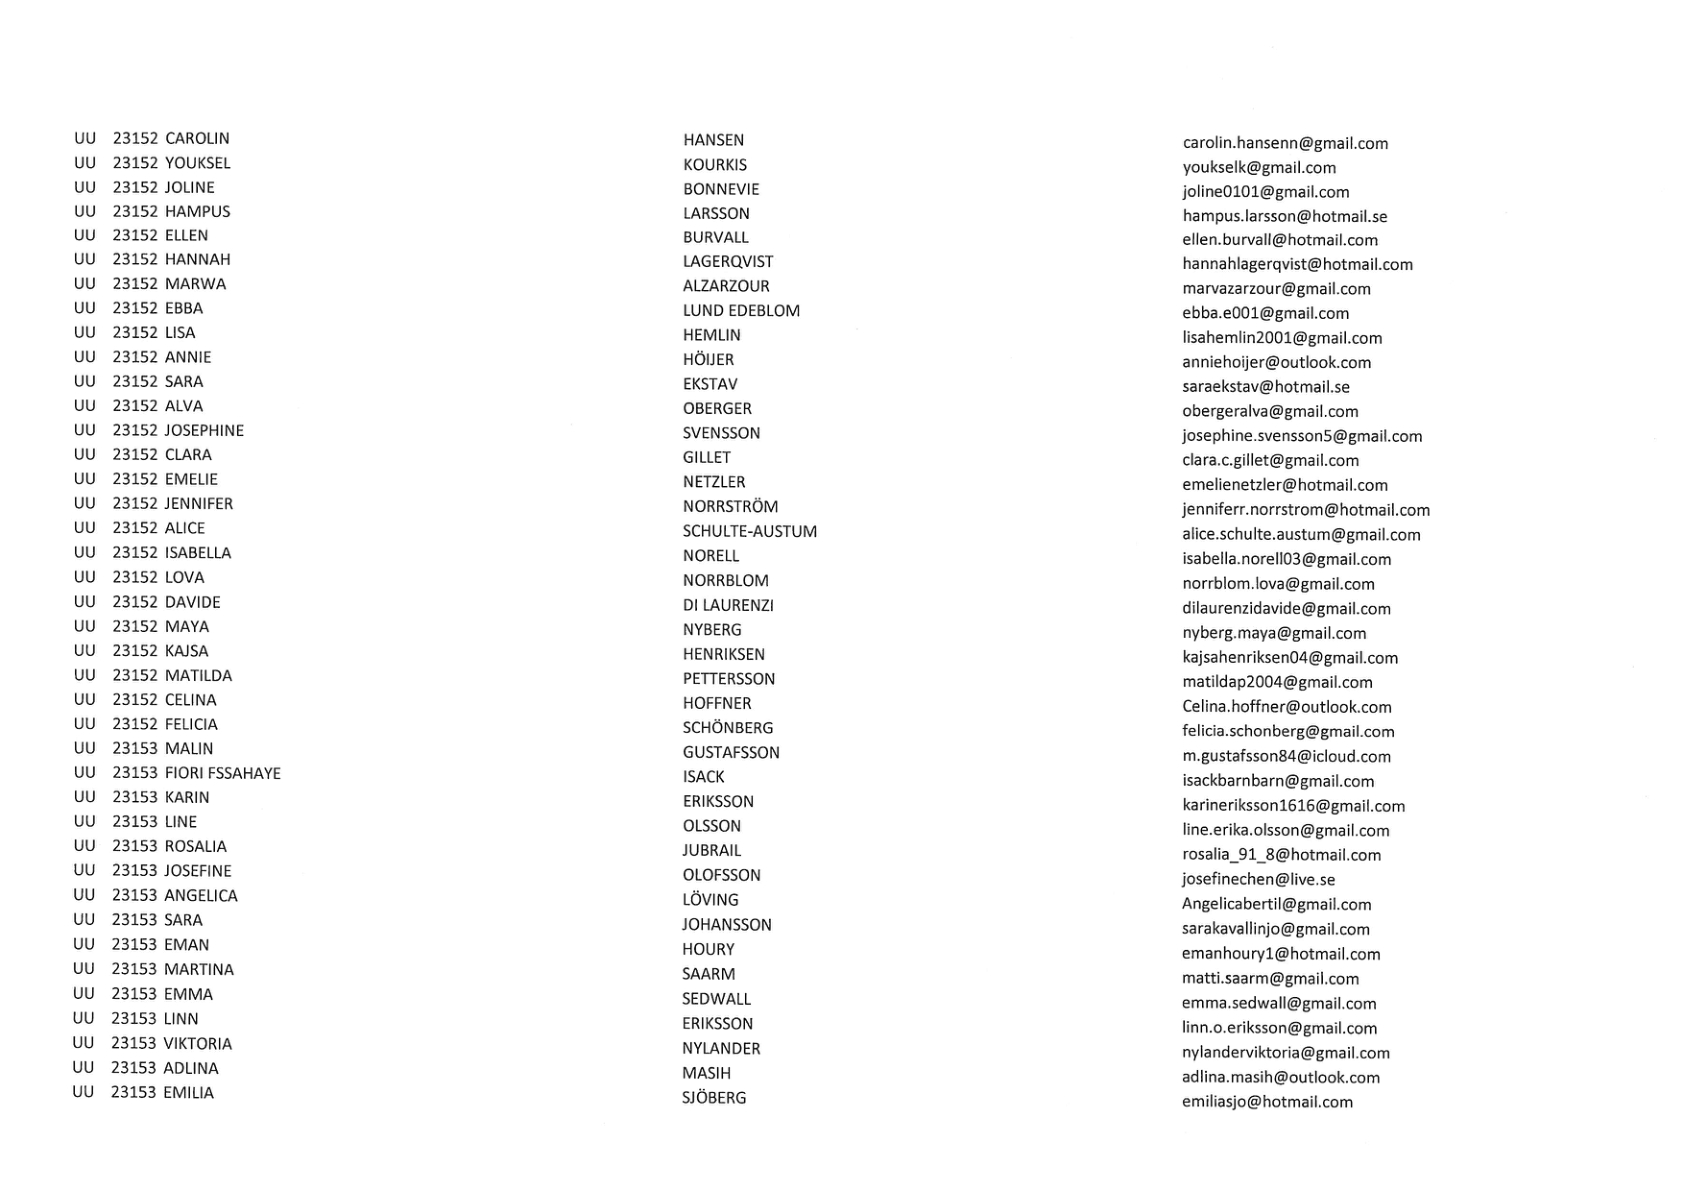 UU 23152 CAROLIN HANSEN carolin.hansenn@gmail.com
UU 23152 YOUKSEL KOURKIS youkselk@gmail.com
UU 23152 JOLINE BONNEVIE joline0101@gmail.com
UU 23152 HAMPUS LARSSON hampus.larsson@hotmail.se
UU 23152 ELLEN BURVALL ellen.burvall@hotmail.com
UU 23152 HANNAH LAGERQVIST hannahlagerqvist@hotmail.com
UU 23152 MARWA ALZARZOUR marvazarzour@gmail.com
UU 23152 EBBA LUND EDEBLOM ebba.e001@gmail.com
UU 23152 LISA HEMLIN lisahemlin2001@gmail.com
UU 23152 ANNIE HÖIJER anniehoijer@outlook.com
UU 23152 SARA EKSTAV saraekstav@hotmail.se
UU 23152 ALVA OBERGER obergeralva@gmail.com
UU 23152 JOSEPHINE SVENSSON josephine.svensson5@gmail.com
UU 23152 CLARA GILLET clara.c.gillet@gmail.com
UU 23152 EMELIE NETZLER emelienetzler@hotmail.com
UU 23152 JENNIFER NORRSTRÖM jenniferr.norrstrom@hotmail.com
UU 23152 ALICE SCHULTE-AUSTUM alice.schulte.austum@gmail.com
UU 23152 ISABELLA NORELL isabella.norell03@gmail.com
UU 23152 LOVA NORRBLOM norrblom.lova@gmail.com
UU 23152 DAVIDE DI LAURENZI dilaurenzidavide@gmail.com
UU 23152 MAYA NYBERG nyberg.maya@gmail.com
UU 23152 KAJSA HENRIKSEN kajsahenriksen04@gmail.com
UU 23152 MATILDA PETTERSSON matildap2004@gmail.com
UU 23152 CELINA HOFFNER Celina.hoffner@outlook.com
UU 23152 FELICIA SCHÖNBERG felicia.schonberg@gmail.com
UU 23153 MALIN GUSTAFSSON m.gustafsson84@icloud.com
UU 23153 FIORI FSSAHAYE ISACK isackbarnbarn@gmail.com
UU 23153 KARIN ERIKSSON karineriksson1616@gmail.com
UU 23153 LINE OLSSON line.erika.olsson@gmail.com
UU 23153 ROSALIA JUBRAIL rosalia_91_8@hotmail.com
UU 23153 JOSEFINE OLOFSSON josefinechen@live.se
UU 23153 ANGELICA LÖVING Angelicabertil@gmail.com
UU 23153 SARA JOHANSSON sarakavallinjo@gmail.com
UU 23153 EMAN HOURY emanhoury1@hotmail.com
UU 23153 MARTINA SAARM matti.saarm@gmail.com
UU 23153 EMMA SEDWALL emma.sedwall@gmail.com
UU 23153 LINN ERIKSSON linn.o.eriksson@gmail.com
UU 23153 VIKTORIA NYLANDER nylanderviktoria@gmail.com
UU 23153 ADLINA MASIH adlina.masih@outlook.com
UU 23153 EMILIA SJÖBERG emiliasjo@hotmail.com